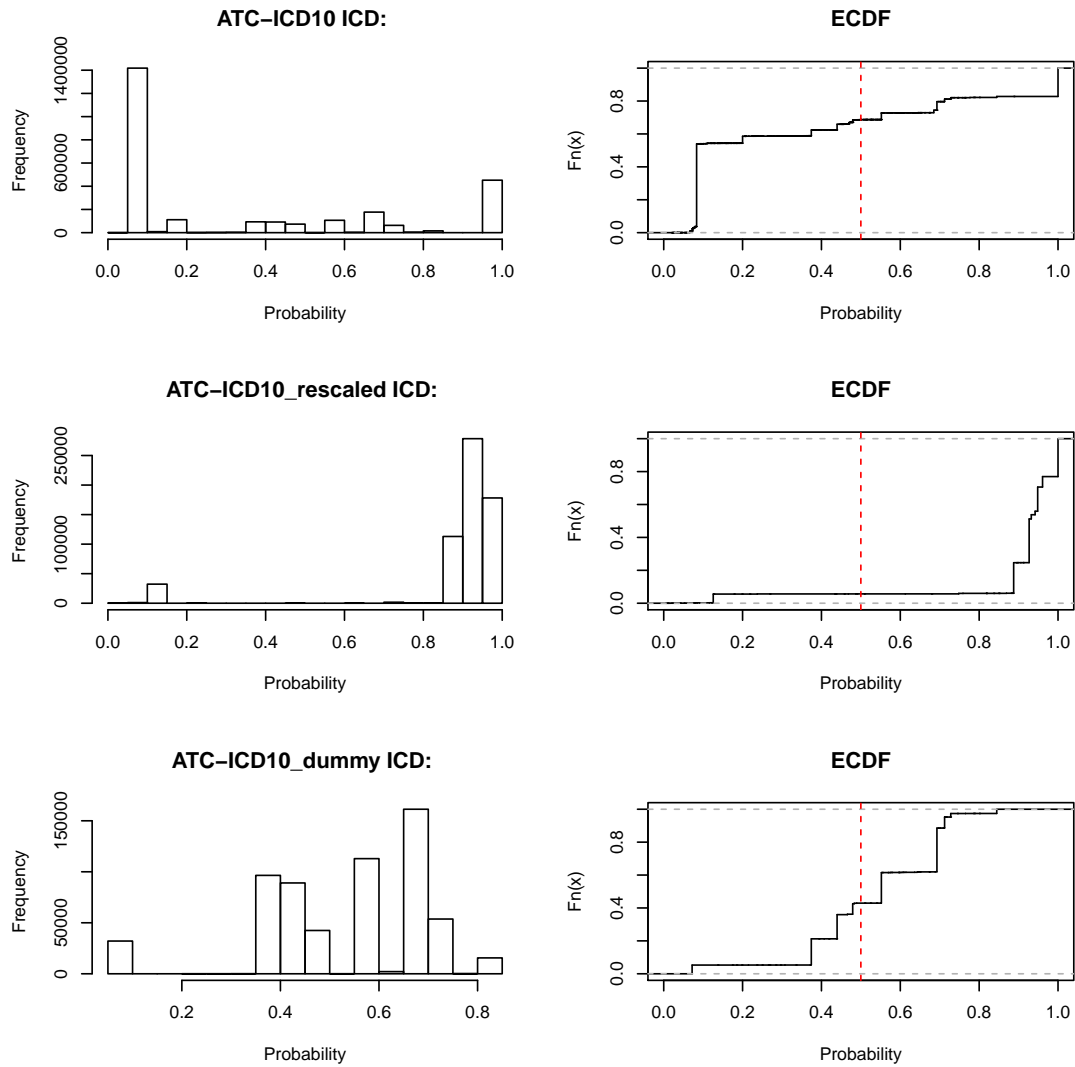 ATC−ICD10 ICD:
Frequency
0 600000 1400000
0.0 0.2 0.4 0.6 0.8 1.0
Probability
ECDF
Fn(x)
0.0 0.4 0.8
0.0 0.2 0.4 0.6 0.8 1.0
Probability
ATC−ICD10_rescaled ICD:
Frequency
0 100000 250000
0.0 0.2 0.4 0.6 0.8 1.0
Probability
ECDF
Fn(x)
0.0 0.4 0.8
0.0 0.2 0.4 0.6 0.8 1.0
Probability
ATC−ICD10_dummy ICD:
Frequency
0 50000 150000
0.2 0.4 0.6 0.8
Probability
ECDF
Fn(x)
0.0 0.4 0.8
0.0 0.2 0.4 0.6 0.8 1.0
Probability